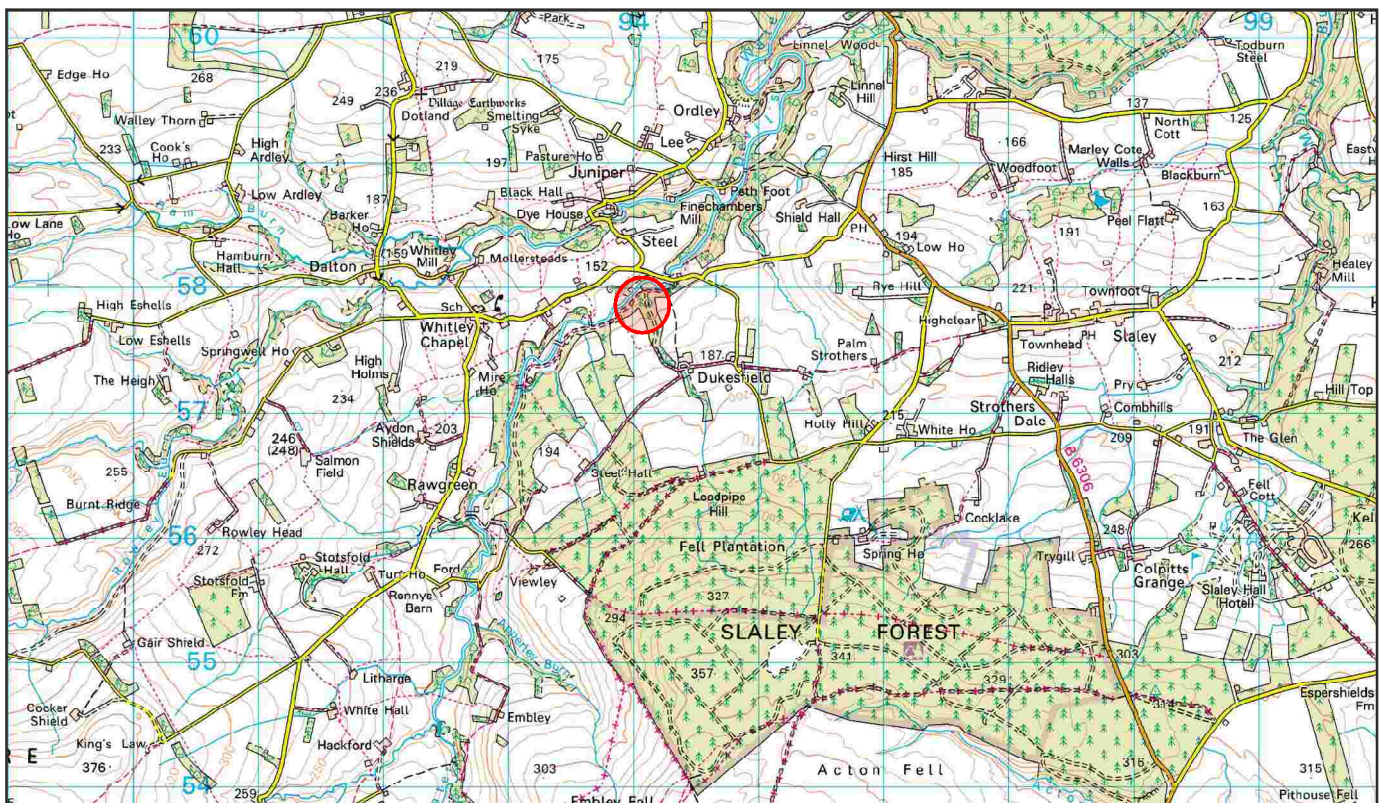 Park
94
99
60
Edge Ho
268
219
175
Linnel Wood
Todburn
Steel
249
236
Village Earthworks
Dotland
Smelting
Syke
Ordley
Linnel
Hill
137
Walley Thorn
North
Cott
125
233
Cook's
Ho
High
Ardley
197
Lee
166
Marley Cote
Walls
Pasture Ho
Juniper
Hirst Hill
185
Woodfoot
Blackburn
Low Ardley
187
Black Hall
Path Foot
Dye House
Finechambers
Mill
Shield Hall
Peel Flatt
163
Low Lane
Ho
Burn
Barker
Ho
Steel
PH
194
Low Ho
191
Hamburn
Hall
Dalton
159
Whitley
Mill
Mollersteads
152
Healey
Mill
58
Rye Hill
221
Townfoot
High Eshells
Sch
Highclear
Low Eshells
Whitley
Chapel
Palm
Strothers
Townhead
PH
Slaley
Springwell Ho
High
Holms
187
212
The Heigh
Mire
Ho
Dukesfield
Ridley
Halls
Pry
Hill Top
57
234
Strothers
Dale
Combhills
246
(248)
Aydon
Shields
203
Holly Hill
215
White Ho
209
191
The Glen
255
Salmon
Field
194
Steel Hall
B 6306
Burnt Ridge
Rawgreen
Leadpipe
Hill
Fell
Cott
56
Rowley Head
272
Cocklake
248
Fell Plantation
Spring Ho
Trygill
266
Stotsfold
Hall
Ford
Colpitts
Grange
Stotsfold
Fm
Turf Ho
Viewley
Rennys
Barn
327
Slaley Hall
(Hotel)
294
SLALEY FOREST
Gair Shield
55
341
303
357
329
Litharge
Cocker
Shield
White Hall
Embley
Espersheilds
Fm
King's Law
Hackford
R E
376
303
Acton Fell
316
315
54
259
Embley Fell
Pithouse Fell